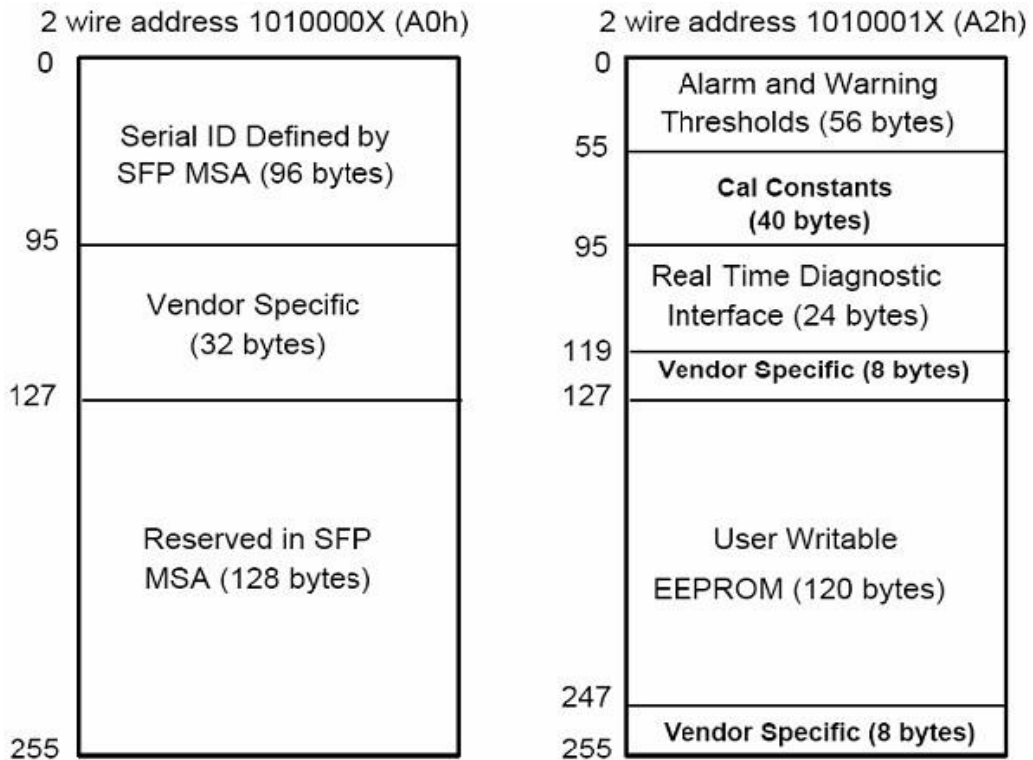 2 wire address 1010000X (A0h)
0
Serial ID Defined by
SFP MSA (96 bytes)
95
Vendor Specific
(32 bytes)
127
Reserved in SFP
MSA (128 bytes)
255
2 wire address 1010001X (A2h)
0
Alarm and Warning
Thresholds (56 bytes)
55
Cal Constants
(40 bytes)
95
Real Time Diagnostic
Interface (24 bytes)
119
Vendor Specific (8 bytes)
127
User Writable
EEPROM (120 bytes)
247
Vendor Specific (8 bytes)
255